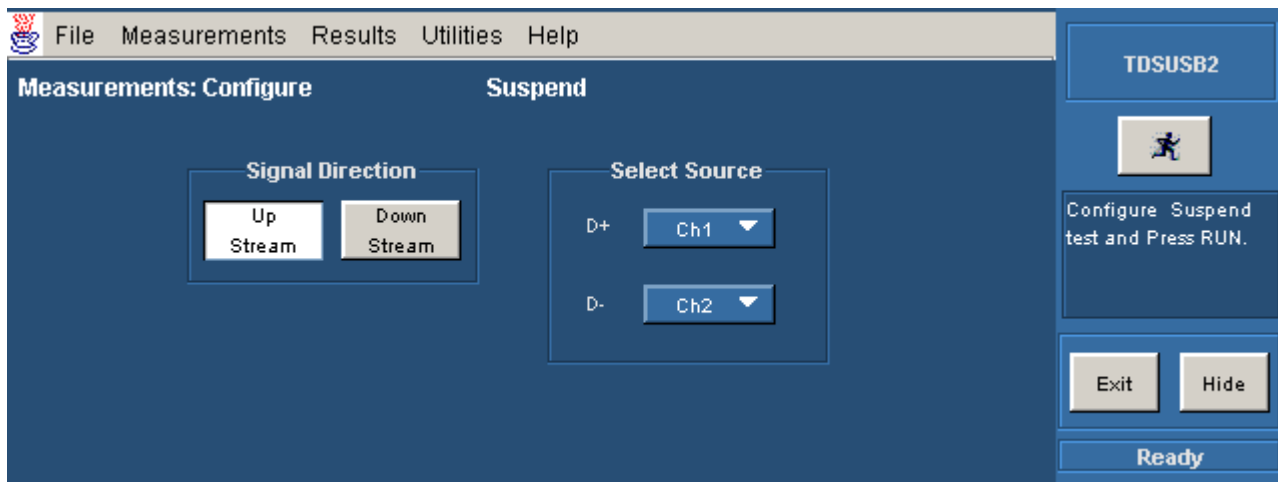 File Measurements Results Utilities Help
Measurements: Configure Suspend
Signal Direction
Up Stream
Down Stream
Select Source
D+ Ch1
D- Ch2
TDSUSB2
Configure Suspend
test and Press RUN.
Exit Hide
Ready